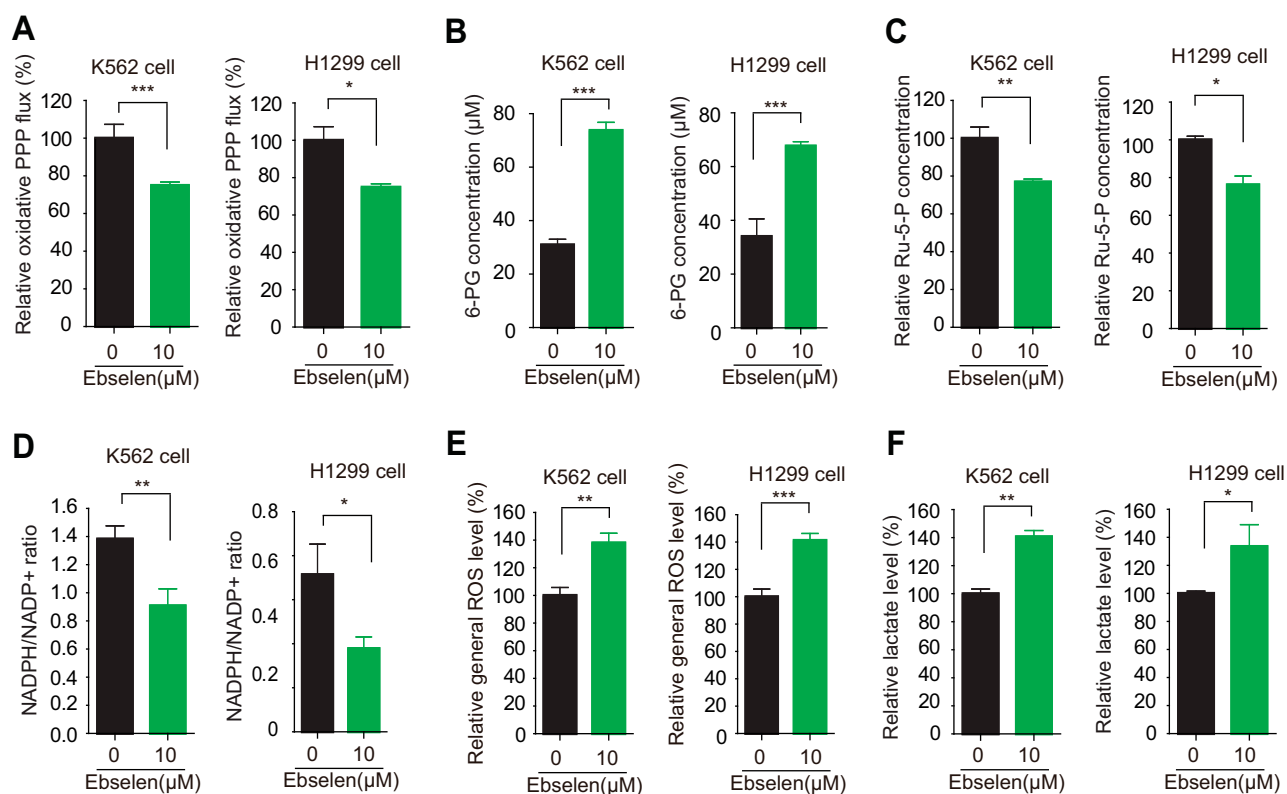 A
K562 cell
Relative oxidative PPP flux (%)
***
120
100
80
60
40
20
0
0 10
Ebselen(µM)
H1299 cell
Relative oxidative PPP flux (%)
*
120
100
80
60
40
20
0
0 10
Ebselen(µM)
B
K562 cell
6-PG concentration (µM)
***
80
60
40
20
0
0 10
Ebselen(µM)
H1299 cell
6-PG concentration (µM)
***
80
60
40
20
0
0 10
Ebselen(µM)
C
K562 cell
Relative Ru-5-P concentration
**
120
100
80
60
40
20
0
0 10
Ebselen(µM)
H1299 cell
Relative Ru-5-P concentration
*
120
100
80
60
40
20
0
0 10
Ebselen(µM)
D
K562 cell
NADPH/NADP+ ratio
**
1.6
1.4
1.2
1.0
0.8
0.6
0.4
0.2
0.0
0 10
Ebselen(µM)
H1299 cell
NADPH/NADP+ ratio
*
0.8
0.6
0.4
0.2
0
0 10
Ebselen(µM)
E
K562 cell
Relative general ROS level (%)
**
160
140
120
100
80
60
40
20
0
0 10
Ebselen(µM)
H1299 cell
Relative general ROS level (%)
***
160
140
120
100
80
60
40
20
0
0 10
Ebselen(µM)
F
K562 cell
Relative lactate level (%)
**
160
140
120
100
80
60
40
20
0
0 10
Ebselen(µM)
H1299 cell
Relative lactate level (%)
*
160
140
120
100
80
60
40
20
0
0 10
Ebselen(µM)